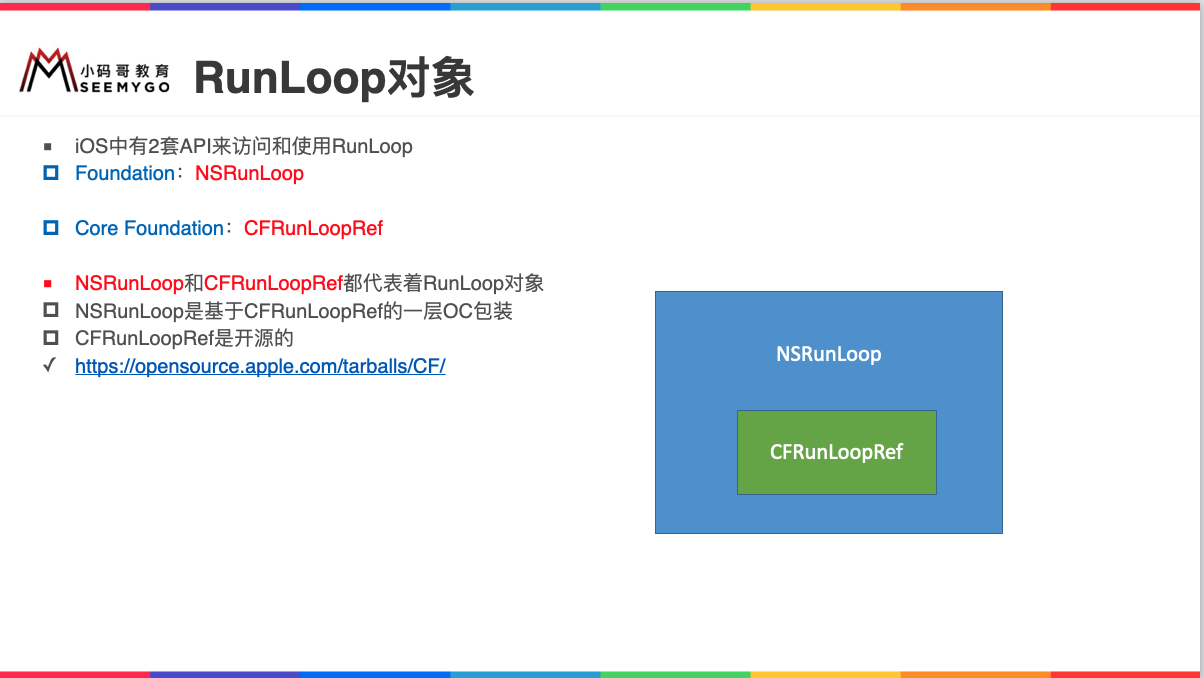 小码哥教育
SEEMYGO
RunLoop对象
iOS中有2套API来访问和使用RunLoop
Foundation：NSRunLoop
Core Foundation：CFRunLoopRef
NSRunLoop和CFRunLoopRef都代表着RunLoop对象
NSRunLoop是基于CFRunLoopRef的一层OC包装
CFRunLoopRef是开源的
https://opensource.apple.com/tarballs/CF/
NSRunLoop
CFRunLoopRef